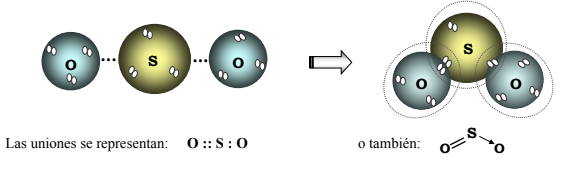 O S O
S
O O
Las uniones se representan: O :: S : O
o también: O S O